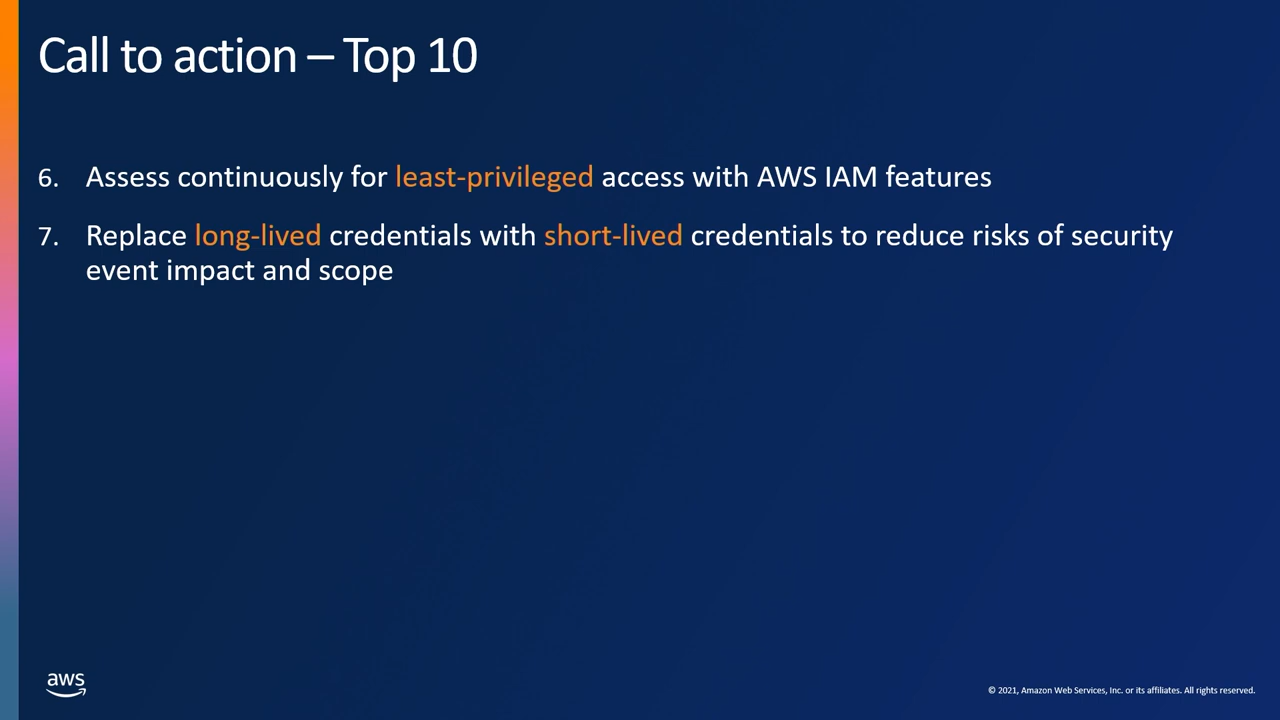 Call to action – Top 10
6. Assess continuously for least-privileged access with AWS IAM features
7. Replace long-lived credentials with short-lived credentials to reduce risks of security
event impact and scope
aws
© 2021, Amazon Web Services, Inc. or its affiliates. All rights reserved.